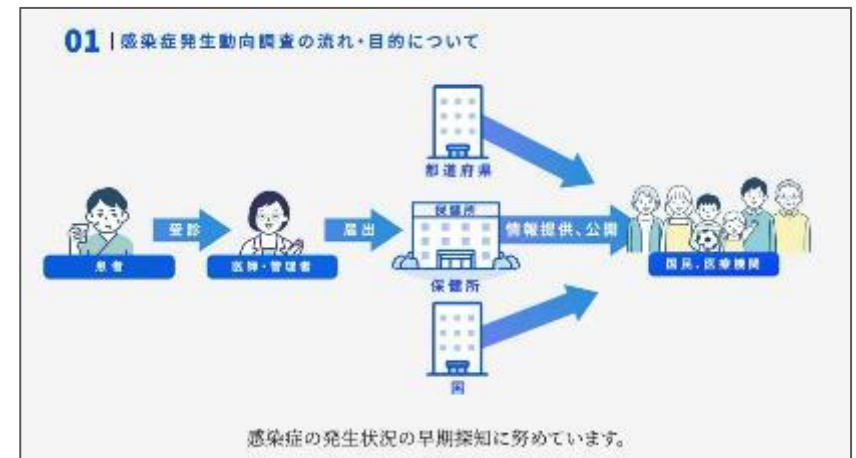 01 | 感染症発生動向調査の流れ・目的について
都道府県
保健所
受診
届出
情報提供、公開
患者
医師・管理者
国民、医療機関
保健所
国
感染症の発生状況の早期探知に努めています。